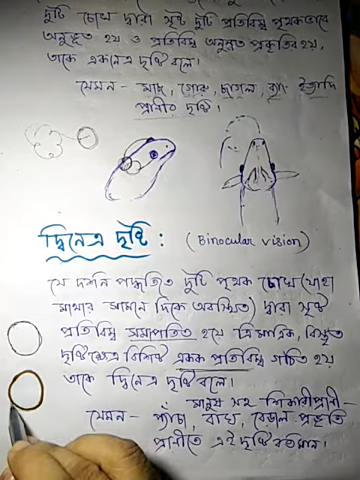 দুটি চোখ দ্বারা সৃষ্ট দুটি প্রতিবিম্ব পৃথকভাবে
অনুভূত হয় ও প্রতিবিম্ব অনুন্নত প্রকৃতির হয়,
তাকে একনেত্র দৃষ্টি বলে।
যেমন - মাছ, গোরু, ছাগল, ব্যাং ইত্যাদি
প্রাণীর দৃষ্টি।
দ্বিনেত্র দৃষ্টি : (Binocular vision)
যে দর্শন পদ্ধতিতে দুটি পৃথক চোখে (যাহা
মাথার সামনে দিকে অবস্থিত) দ্বারা সৃষ্ট
প্রতিবিম্ব সমাপতিত হয়ে ত্রিমাত্রিক, বিস্তৃত
দৃষ্টিক্ষেত্র বিশিষ্ট একক প্রতিবিম্ব গঠিত হয়
তাকে দ্বিনেত্র দৃষ্টি বলে।
মানুষ সহ শিকারীপ্রাণী -
যেমন - প্যাঁচা, বাঘ, বেড়াল প্রভৃতি
প্রাণীতে এই দৃষ্টি বর্তমান।